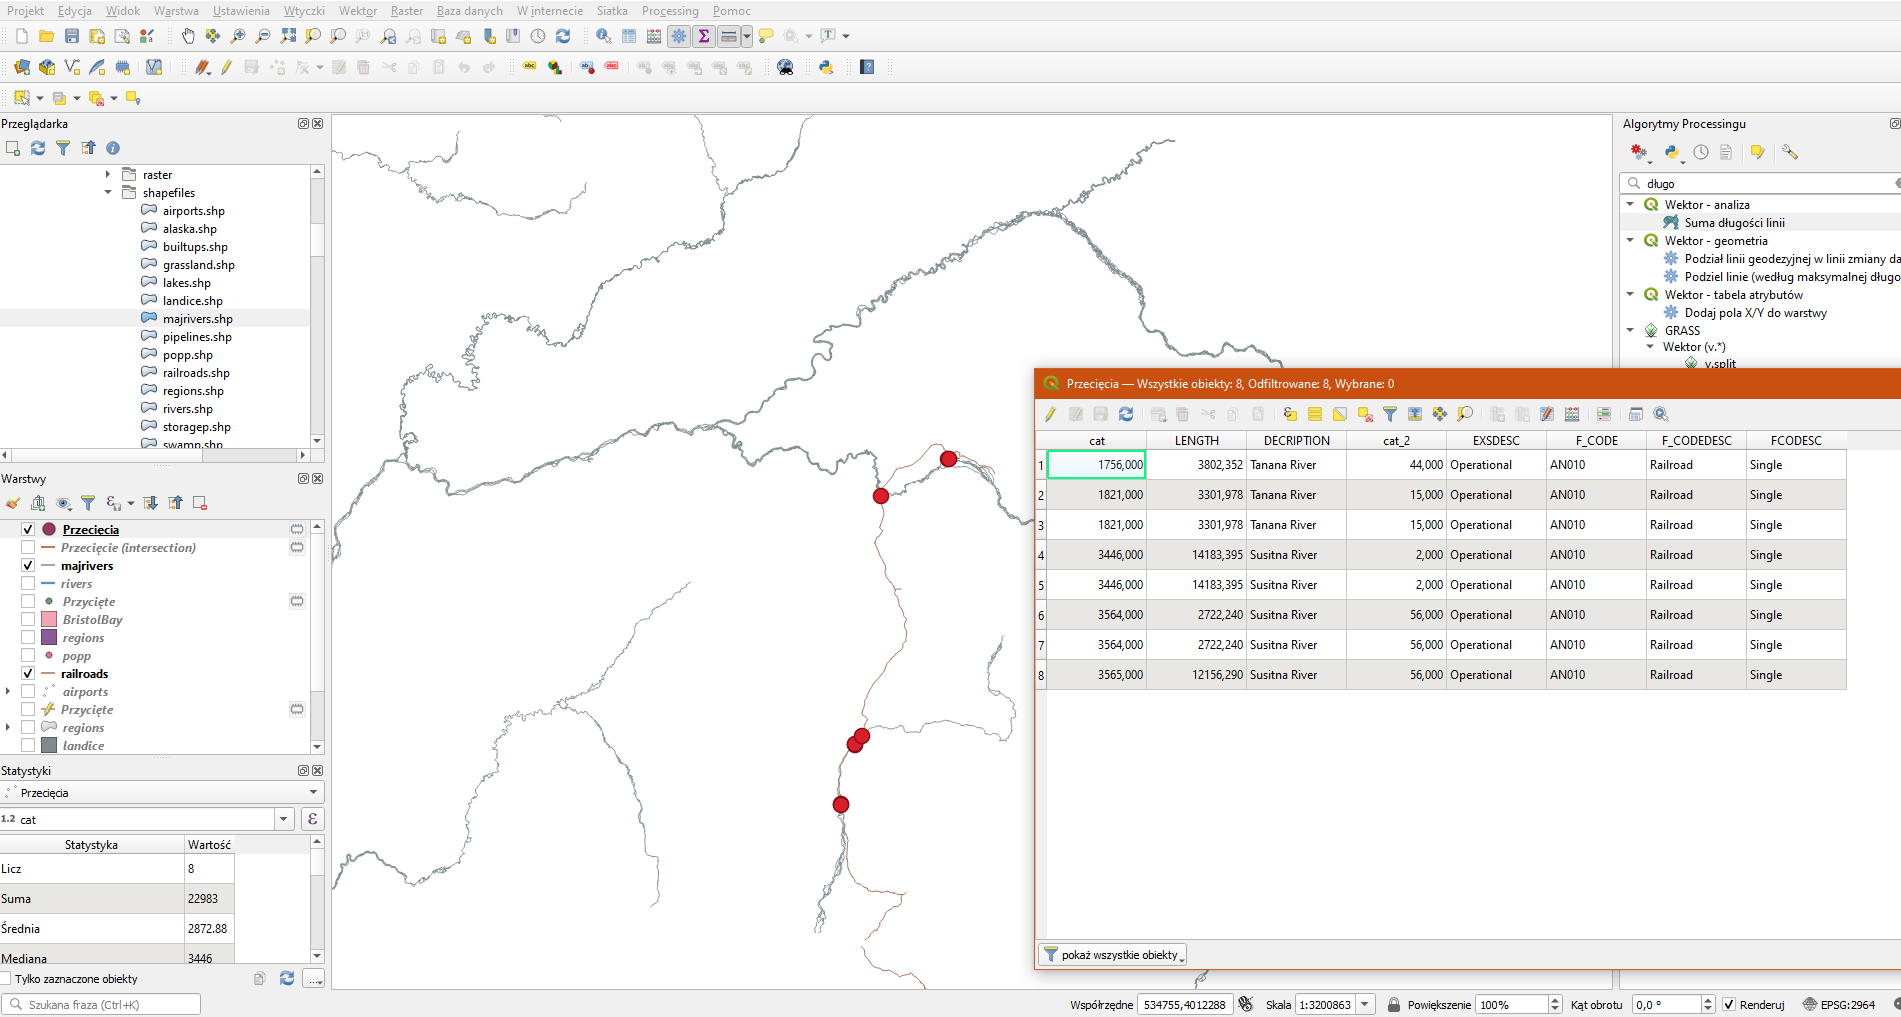 Projekt Edycja Widok Warstwa Ustawienia Wtyczki Wektor Raster Baza danych W internecie Siatka Processing Pomoc
Przeglądarka
raster
shapefiles
airports.shp
alaska.shp
builtups.shp
grassland.shp
lakes.shp
landice.shp
majrivers.shp
pipelines.shp
popp.shp
railroads.shp
regions.shp
rivers.shp
storagep.shp
swamp.shp
Warstwy
Przecięcia
Przecięcie (intersection)
majrivers
rivers
Przycięte
BristolBay
regions
popp
railroads
airports
Przycięte
regions
landice
Statystyki
Przecięcia
1.2 cat
ε
Statystyka Wartość
Licz 8
Suma 22983
Średnia 2872.88
Mediana 3446
Tylko zaznaczone obiekty
...
Szukana fraza (Ctrl+K)
Algorytmy Processingu
długo
Wektor - analiza
Suma długości linii
Wektor - geometria
Podział linii geodezyjnej w linii zmiany da
Podziel linie (według maksymalnej długo
Wektor - tabela atrybutów
Dodaj pola X/Y do warstwy
GRASS
Wektor (v.*)
v.split
Przecięcia — Wszystkie obiekty: 8, Odfiltrowane: 8, Wybrane: 0
cat LENGTH DECRIPTION cat_2 EXSDESC F_CODE F_CODEDESC FCODESC
1 1756,000 3802,352 Tanana River 44,000 Operational AN010 Railroad Single
2 1821,000 3301,978 Tanana River 15,000 Operational AN010 Railroad Single
3 1821,000 3301,978 Tanana River 15,000 Operational AN010 Railroad Single
4 3446,000 14183,395 Susitna River 2,000 Operational AN010 Railroad Single
5 3446,000 14183,395 Susitna River 2,000 Operational AN010 Railroad Single
6 3564,000 2722,240 Susitna River 56,000 Operational AN010 Railroad Single
7 3564,000 2722,240 Susitna River 56,000 Operational AN010 Railroad Single
8 3565,000 12156,290 Susitna River 56,000 Operational AN010 Railroad Single
pokaż wszystkie obiekty
Współrzędne 534755,4012288 Skala 1:3200863 Powiększenie 100% Kąt obrotu 0,0 ° Renderuj EPSG:2964